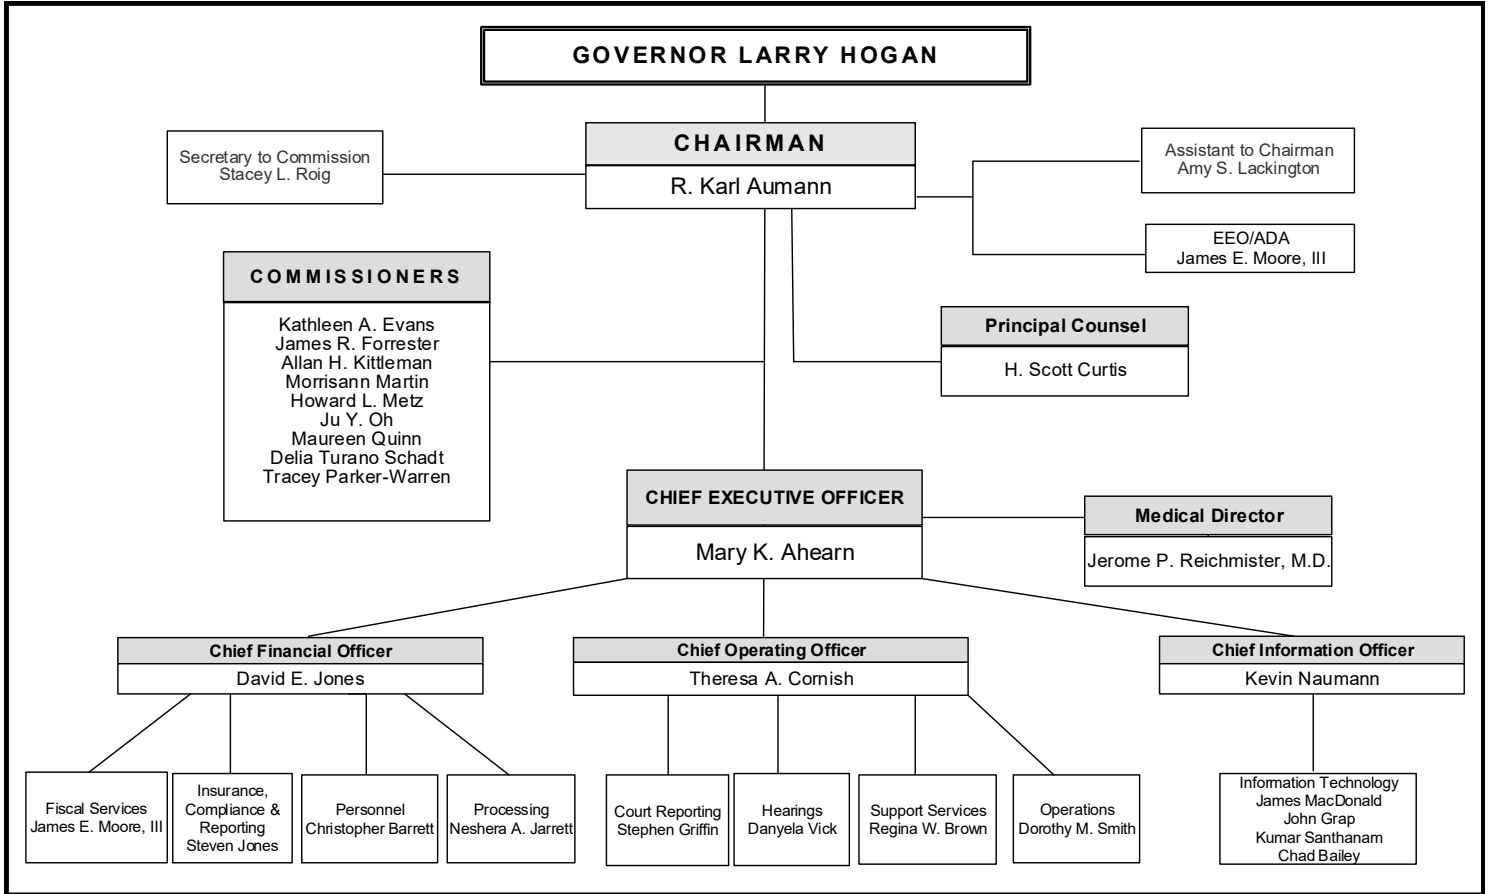 GOVERNOR LARRY HOGAN
CHAIRMAN
R. Karl Aumann
Secretary to Commission
Stacey L. Roig
Assistant to Chairman
Amy S. Lackington
EEO/ADA
James E. Moore, III
COMMISSIONERS
Kathleen A. Evans
James R. Forrester
Allan H. Kittleman
Morrisann Martin
Howard L. Metz
Ju Y. Oh
Maureen Quinn
Delia Turano Schadt
Tracey Parker-Warren
Principal Counsel
H. Scott Curtis
CHIEF EXECUTIVE OFFICER
Mary K. Ahearn
Medical Director
Jerome P. Reichmister, M.D.
Chief Financial Officer
David E. Jones
Chief Operating Officer
Theresa A. Cornish
Chief Information Officer
Kevin Naumann
Fiscal Services
James E. Moore, III
Insurance,
Compliance &
Reporting
Steven Jones
Personnel
Christopher Barrett
Processing
Neshera A. Jarrett
Court Reporting
Stephen Griffin
Hearings
Danyela Vick
Support Services
Regina W. Brown
Operations
Dorothy M. Smith
Information Technology
James MacDonald
John Grap
Kumar Santhanam
Chad Bailey